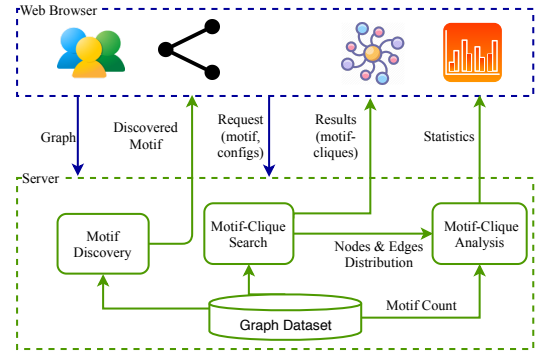 Web Browser
Graph
Discovered
Motif
Request
(motif,
configs)
Results
(motif-
cliques)
Statistics
Server
Motif
Discovery
Motif-Clique
Search
Nodes & Edges
Distribution
Motif-Clique
Analysis
Graph Dataset
Motif Count